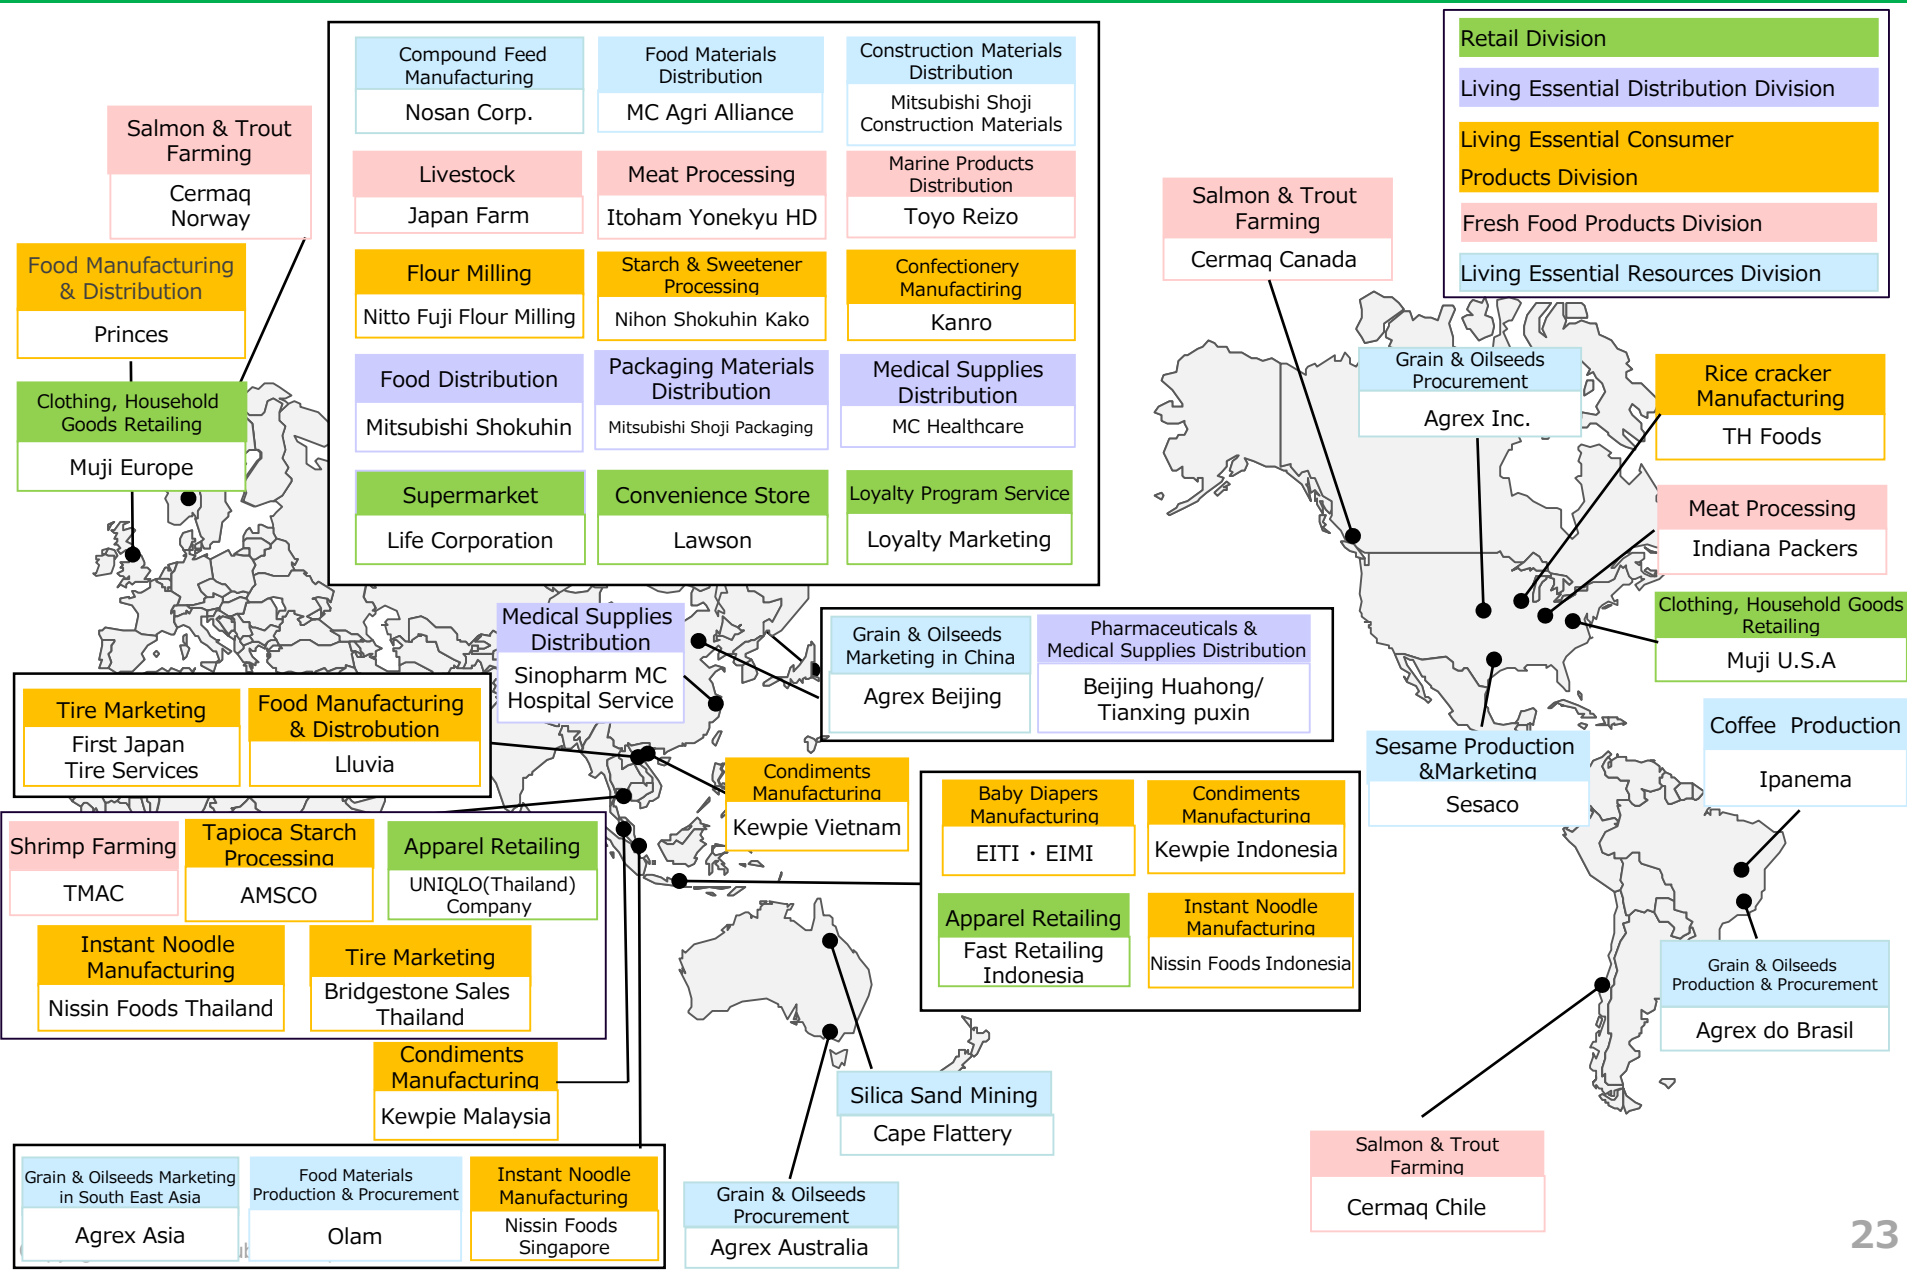 Compound Feed
Manufacturing
Nosan Corp.
Food Materials
Distribution
MC Agri Alliance
Construction Materials
Distribution
Mitsubishi Shoji
Construction Materials
Livestock
Japan Farm
Meat Processing
Itoham Yonekyu HD
Marine Products
Distribution
Toyo Reizo
Flour Milling
Nitto Fuji Flour Milling
Starch & Sweetener
Processing
Nihon Shokuhin Kako
Confectionery
Manufactiring
Kanro
Food Distribution
Mitsubishi Shokuhin
Packaging Materials
Distribution
Mitsubishi Shoji Packaging
Medical Supplies
Distribution
MC Healthcare
Supermarket
Life Corporation
Convenience Store
Lawson
Loyalty Program Service
Loyalty Marketing
Retail Division
Living Essential Distribution Division
Living Essential Consumer
Products Division
Fresh Food Products Division
Living Essential Resources Division
Salmon & Trout
Farming
Cermaq
Norway
Food Manufacturing
& Distribution
Princes
Clothing, Household
Goods Retailing
Muji Europe
Salmon & Trout
Farming
Cermaq Canada
Grain & Oilseeds
Procurement
Agrex Inc.
Rice cracker
Manufacturing
TH Foods
Meat Processing
Indiana Packers
Clothing, Household Goods
Retailing
Muji U.S.A
Medical Supplies
Distribution
Sinopharm MC
Hospital Service
Grain & Oilseeds
Marketing in China
Agrex Beijing
Pharmaceuticals &
Medical Supplies Distribution
Beijing Huahong/
Tianxing puxin
Tire Marketing
First Japan
Tire Services
Food Manufacturing
& Distrobution
Lluvia
Condiments
Manufacturing
Kewpie Vietnam
Baby Diapers
Manufacturing
EITI・EIMI
Condiments
Manufacturing
Kewpie Indonesia
Apparel Retailing
Fast Retailing
Indonesia
Instant Noodle
Manufacturing
Nissin Foods Indonesia
Sesame Production
&Marketing
Sesaco
Coffee Production
Ipanema
Shrimp Farming
TMAC
Tapioca Starch
Processing
AMSCO
Apparel Retailing
UNIQLO(Thailand)
Company
Instant Noodle
Manufacturing
Nissin Foods Thailand
Tire Marketing
Bridgestone Sales
Thailand
Condiments
Manufacturing
Kewpie Malaysia
Silica Sand Mining
Cape Flattery
Grain & Oilseeds
Production & Procurement
Agrex do Brasil
Salmon & Trout
Farming
Cermaq Chile
Grain & Oilseeds Marketing
in South East Asia
Agrex Asia
Food Materials
Production & Procurement
Olam
Instant Noodle
Manufacturing
Nissin Foods
Singapore
Grain & Oilseeds
Procurement
Agrex Australia
23